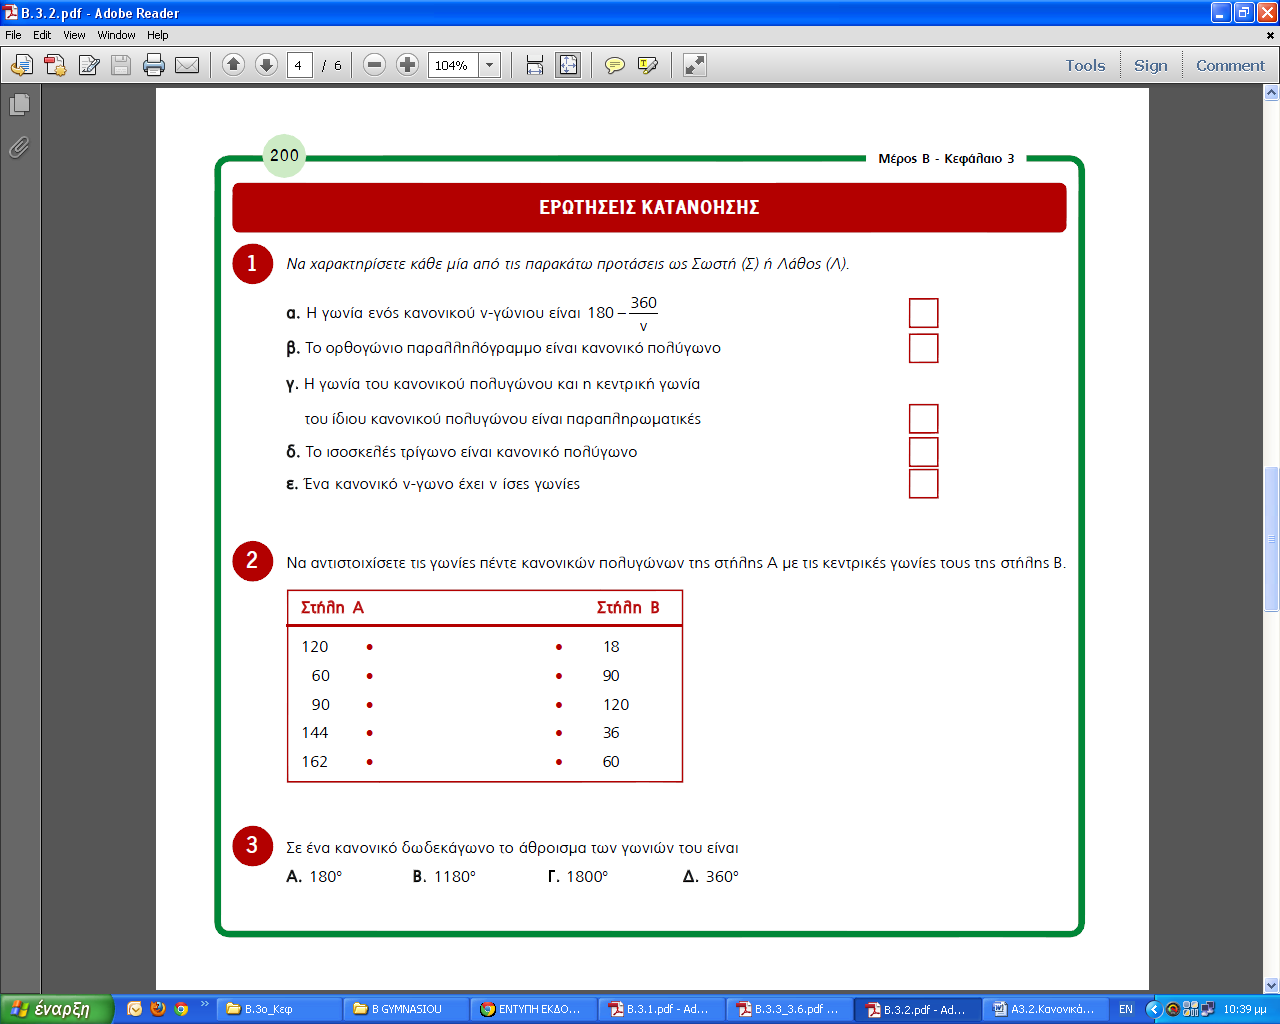 B.3.2.pdf - Adobe Reader
File Edit View Window Help
4 / 6 104% Tools Sign Comment
200
Μέρος Β - Κεφάλαιο 3
ΕΡΩΤΗΣΕΙΣ ΚΑΤΑΝΟΗΣΗΣ
1 Να χαρακτηρίσετε κάθε μία από τις παρακάτω προτάσεις ως Σωστή (Σ) ή Λάθος (Λ).
α. Η γωνία ενός κανονικού ν-γώνιου είναι 180 – 360/ν
β. Το ορθογώνιο παραλληλόγραμμο είναι κανονικό πολύγωνο
γ. Η γωνία του κανονικού πολυγώνου και η κεντρική γωνία
του ίδιου κανονικού πολυγώνου είναι παραπληρωματικές
δ. Το ισοσκελές τρίγωνο είναι κανονικό πολύγωνο
ε. Ένα κανονικό ν-γωνο έχει ν ίσες γωνίες
2 Να αντιστοιχίσετε τις γωνίες πέντε κανονικών πολυγώνων της στήλης Α με τις κεντρικές γωνίες τους της στήλης Β.
Στήλη Α Στήλη Β
120 • • 18
60 • • 90
90 • • 120
144 • • 36
162 • • 60
3 Σε ένα κανονικό δωδεκάγωνο το άθροισμα των γωνιών του είναι
Α. 180° Β. 1180° Γ. 1800° Δ. 360°
έναρξη » Β.3ο_Κεφ B GYMNASIOU ΕΝΤΥΠΗ ΕΚΔΟ... B.3.1.pdf - Ad... B.3.3_3.6.pdf ... B.3.2.pdf - Ad... Α3.2.Κανονικά... EN 10:39 μμ